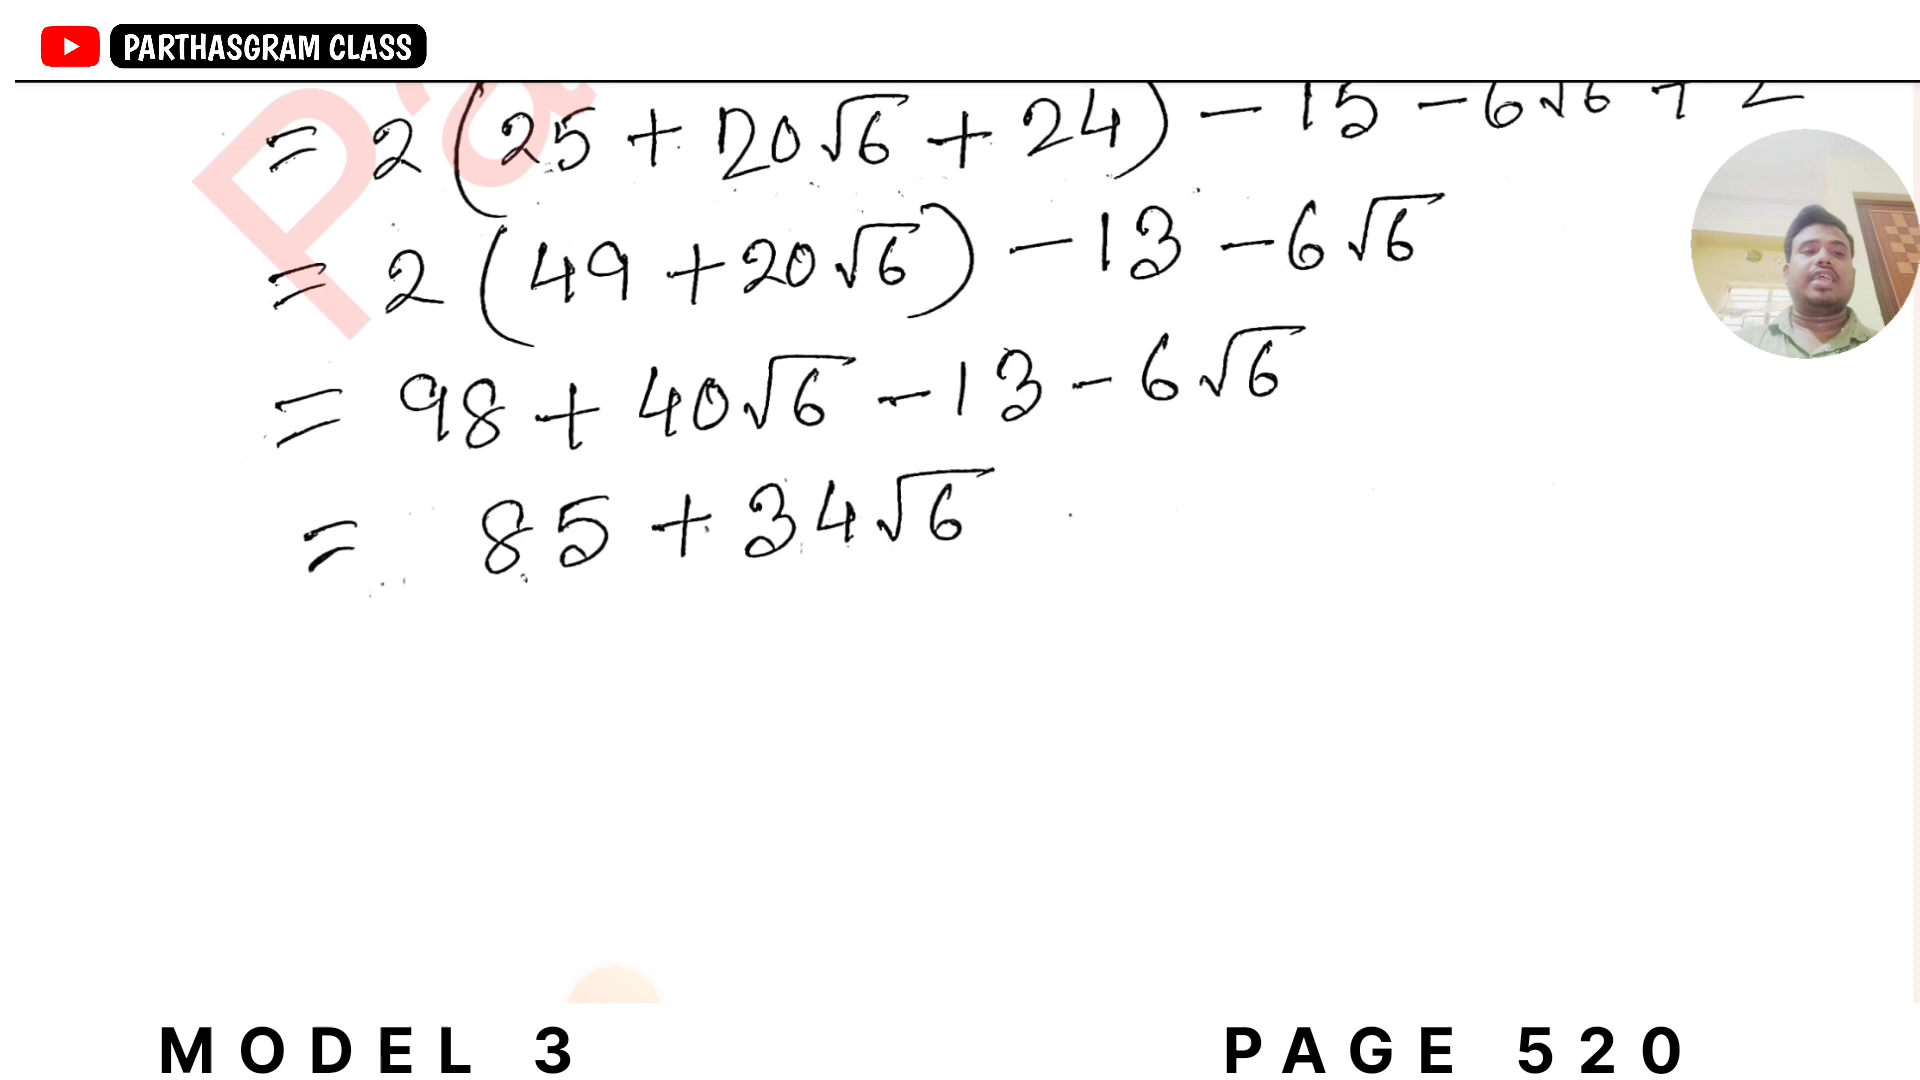 PARTHASGRAM CLASS
= 2 (25 + 20√6 + 24) - 15 - 6√6 + 2
= 2 (49 + 20√6) - 13 - 6√6
= 98 + 40√6 - 13 - 6√6
= 85 + 34√6
MODEL 3
PAGE 520